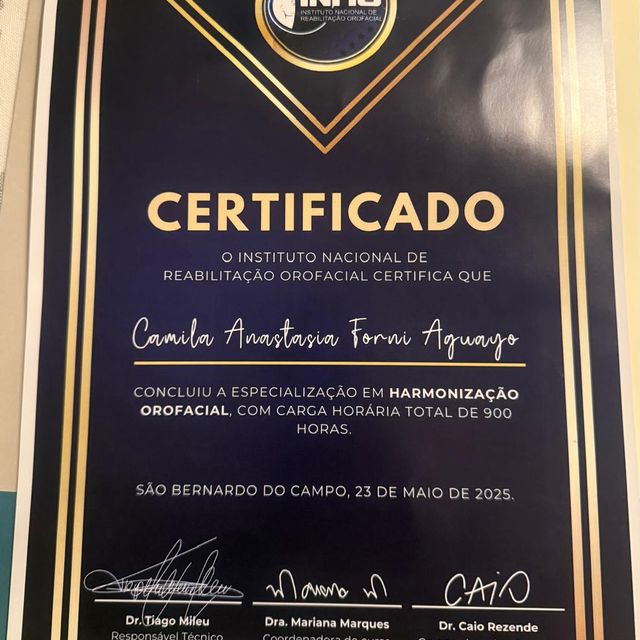 INSTITUTO NACIONAL DE
REABILITAÇÃO OROFACIAL
CERTIFICADO
O INSTITUTO NACIONAL DE
REABILITAÇÃO OROFACIAL CERTIFICA QUE
Camila Anastasia Forni Aguayo
CONCLUIU A ESPECIALIZAÇÃO EM HARMONIZAÇÃO
OROFACIAL, COM CARGA HORÁRIA TOTAL DE 900
HORAS.
SÃO BERNARDO DO CAMPO, 23 DE MAIO DE 2025.
CAIO
Dr. Tiago Mileu Dra. Mariana Marques Dr. Caio Rezende
Responsável Técnico